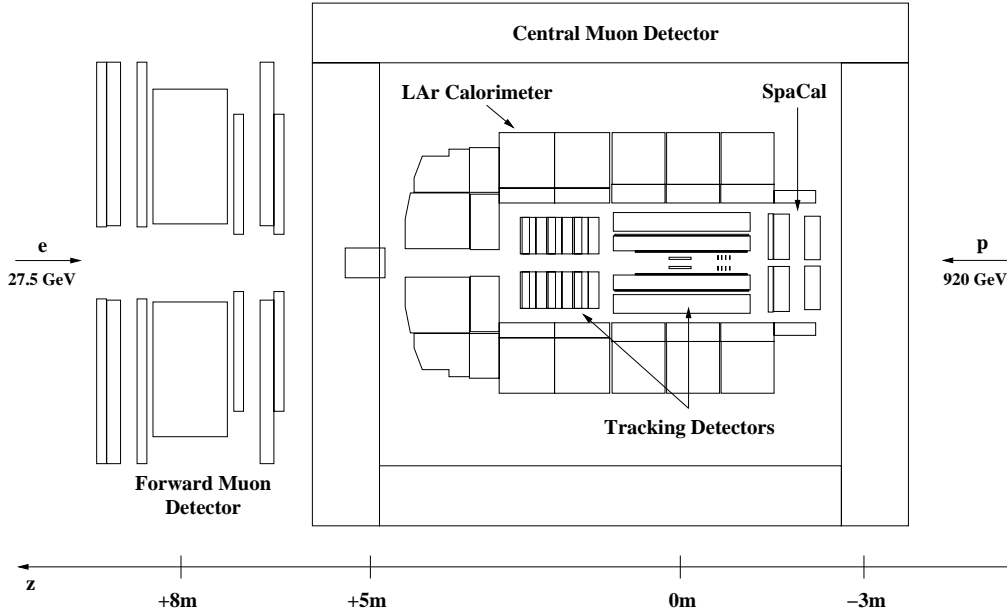 Central Muon Detector
LAr Calorimeter
SpaCal
e
27.5 GeV
p
920 GeV
Tracking Detectors
Forward Muon
Detector
z
+8m
+5m
0m
−3m